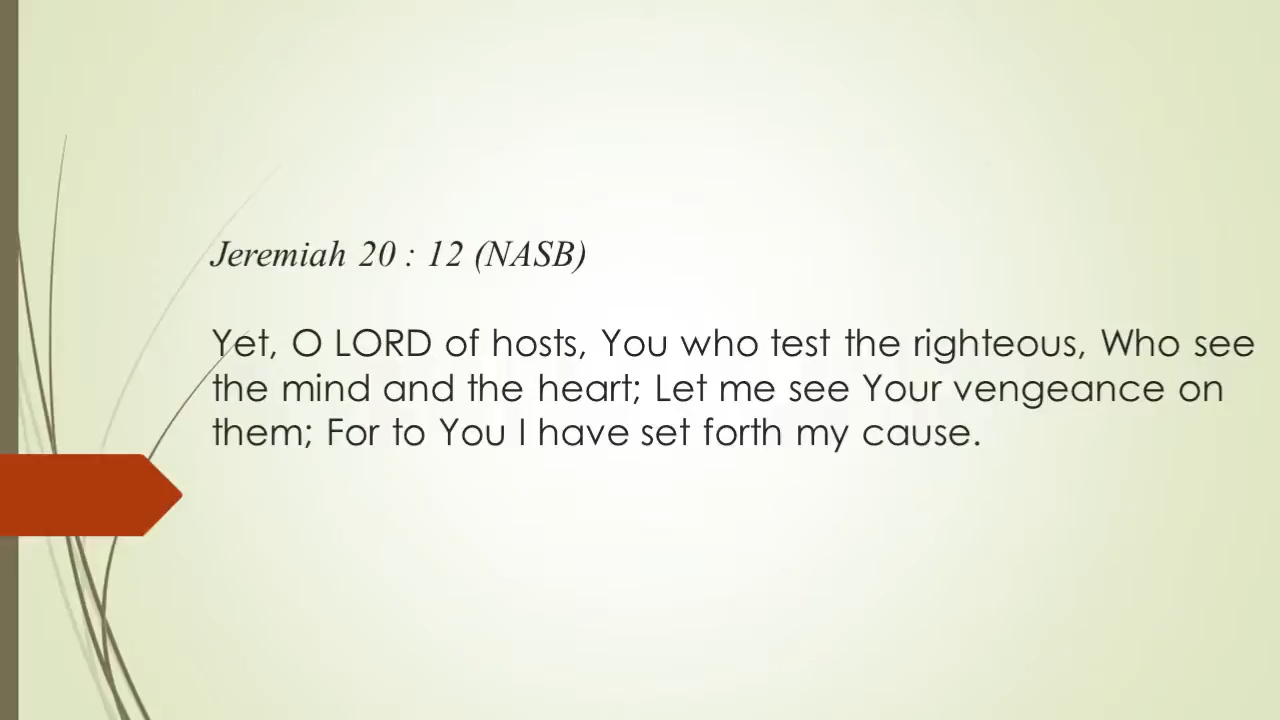 Jeremiah 20 : 12 (NASB)
Yet, O LORD of hosts, You who test the righteous, Who see
the mind and the heart; Let me see Your vengeance on
them; For to You I have set forth my cause.